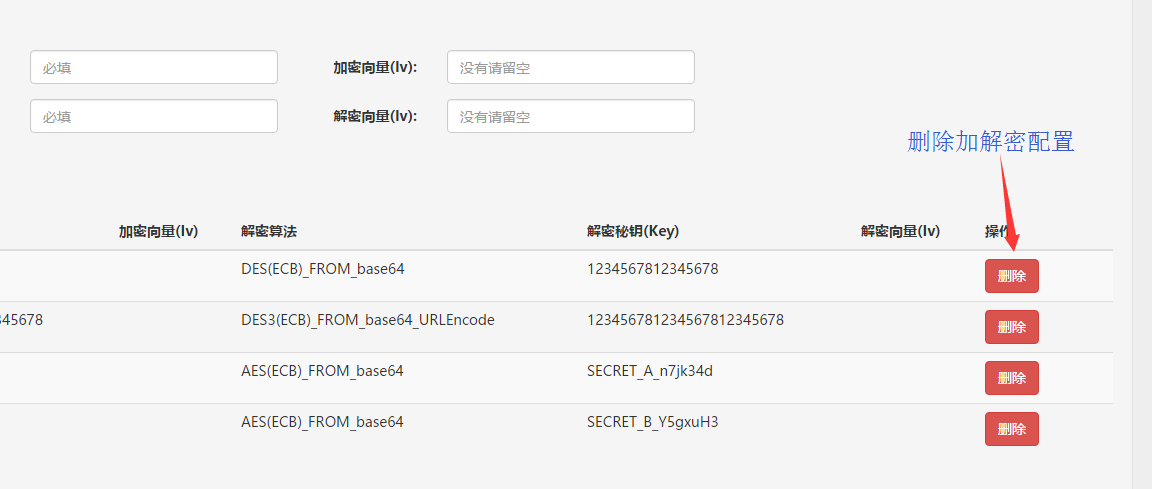 必填 加密向量(Iv): 没有请留空
必填 解密向量(Iv): 没有请留空
删除加解密配置
加密向量(Iv) 解密算法 解密秘钥(Key) 解密向量(Iv) 操作
DES(ECB)_FROM_base64 1234567812345678 删除
345678 DES3(ECB)_FROM_base64_URLEncode 123456781234567812345678 删除
AES(ECB)_FROM_base64 SECRET_A_n7jk34d 删除
AES(ECB)_FROM_base64 SECRET_B_Y5gxuH3 删除